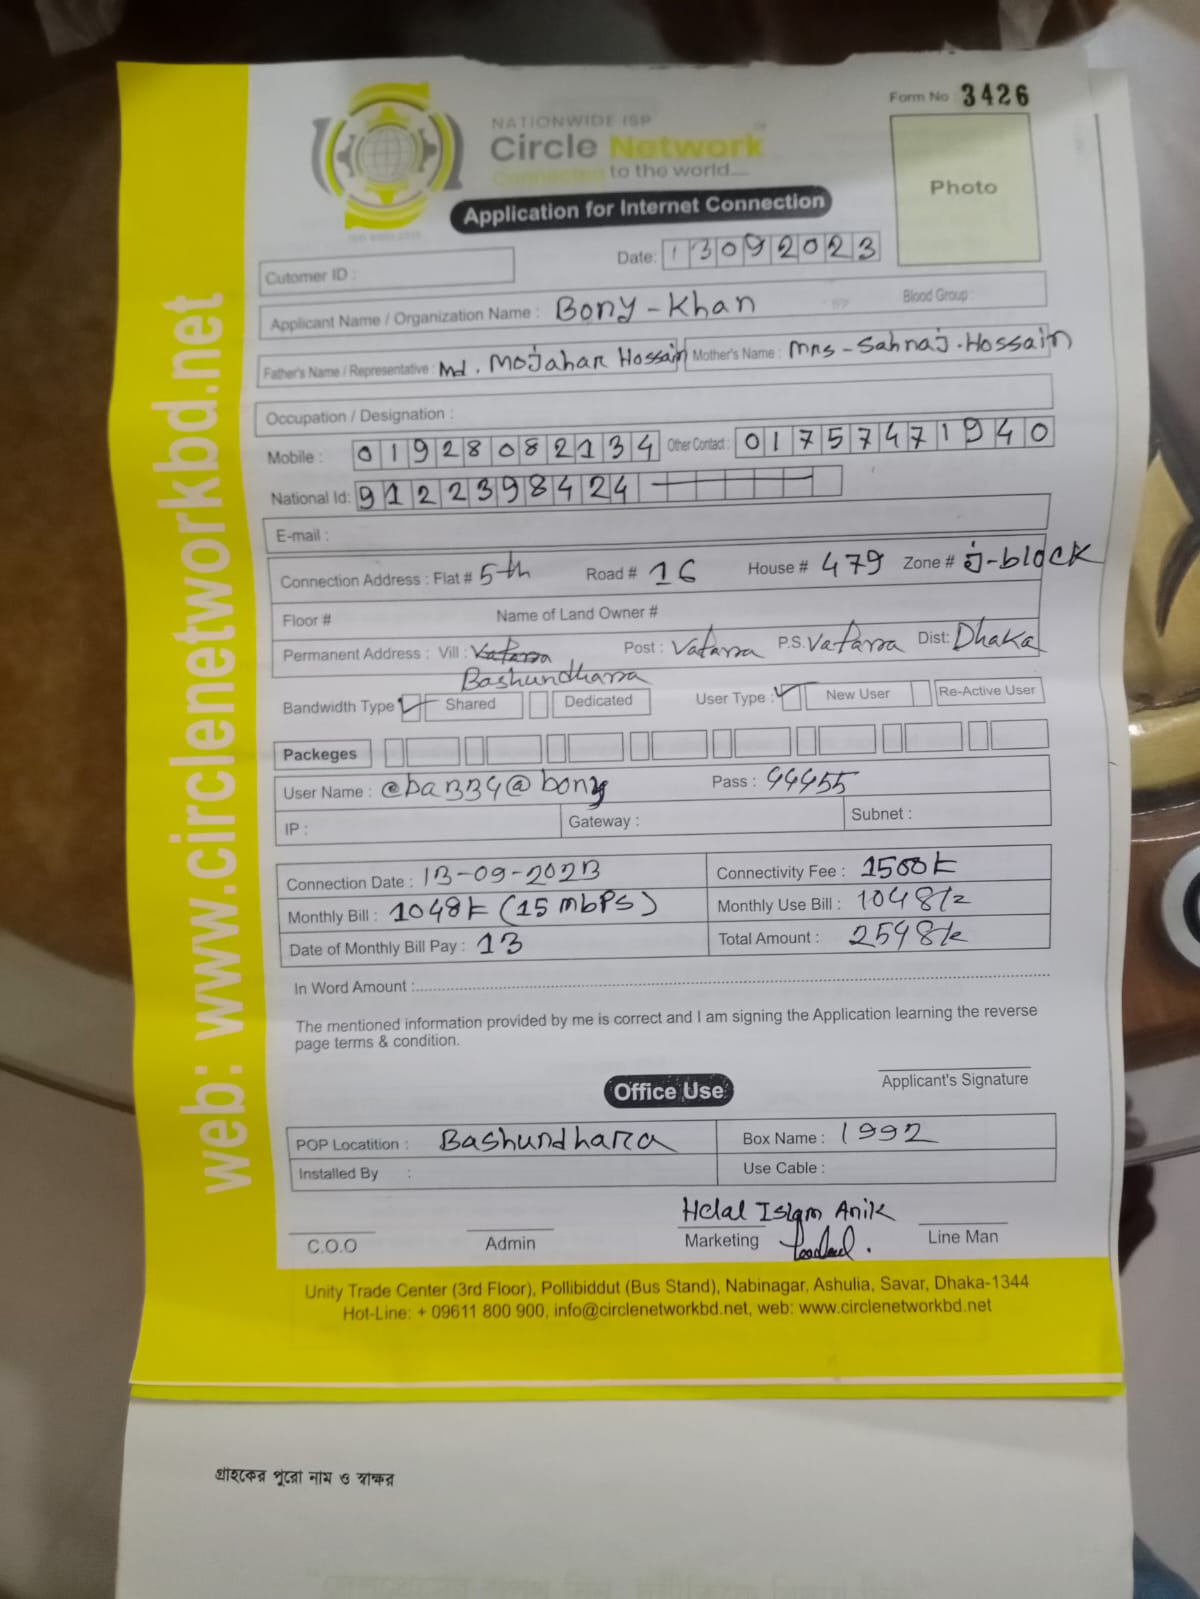 Form No : 3426
NATIONWIDE ISP
Circle Network
Connected to the world....
Photo
Application for Internet Connection
Date: 13092023
Cutomer ID :
Applicant Name / Organization Name : Bony - Khan Blood Group :
Father's Name / Representative : Md. Mojahar Hossain Mother's Name : Mrs - Sahnaj . Hossain
Occupation / Designation :
Mobile : 01928082134 Other Contact : 01757471940
National Id: 9122398424
E-mail :
Connection Address : Flat # 5th Road # 16 House # 479 Zone # j-block
Floor # Name of Land Owner #
Permanent Address : Vill : Vatarra Post : Vatarra P.S. Vatarra Dist: Dhaka
Bashundharra
Bandwidth Type Shared Dedicated User Type : New User Re-Active User
Packeges
User Name : Pass : 44455
IP : Gateway : Subnet :
Connection Date : 13-09-2023 Connectivity Fee :
Monthly Bill : 1048 (15 mbps) Monthly Use Bill : 1048
Date of Monthly Bill Pay : 13 Total Amount : 2548
In Word Amount :
The mentioned information provided by me is correct and I am signing the Application learning the reverse
page terms & condition.
Applicant's Signature
Office Use
POP Locatition : Bashundhara Box Name : 1992
Installed By : Use Cable :
Helal Islam Anik
C.O.O Admin Marketing Line Man
Unity Trade Center (3rd Floor), Pollibiddut (Bus Stand), Nabinagar, Ashulia, Savar, Dhaka-1344
Hot-Line: + 09611 800 900, info@circlenetworkbd.net, web: www.circlenetworkbd.net
web: www.circlenetworkbd.net
গ্রাহকের পুরো নাম ও স্বাক্ষর